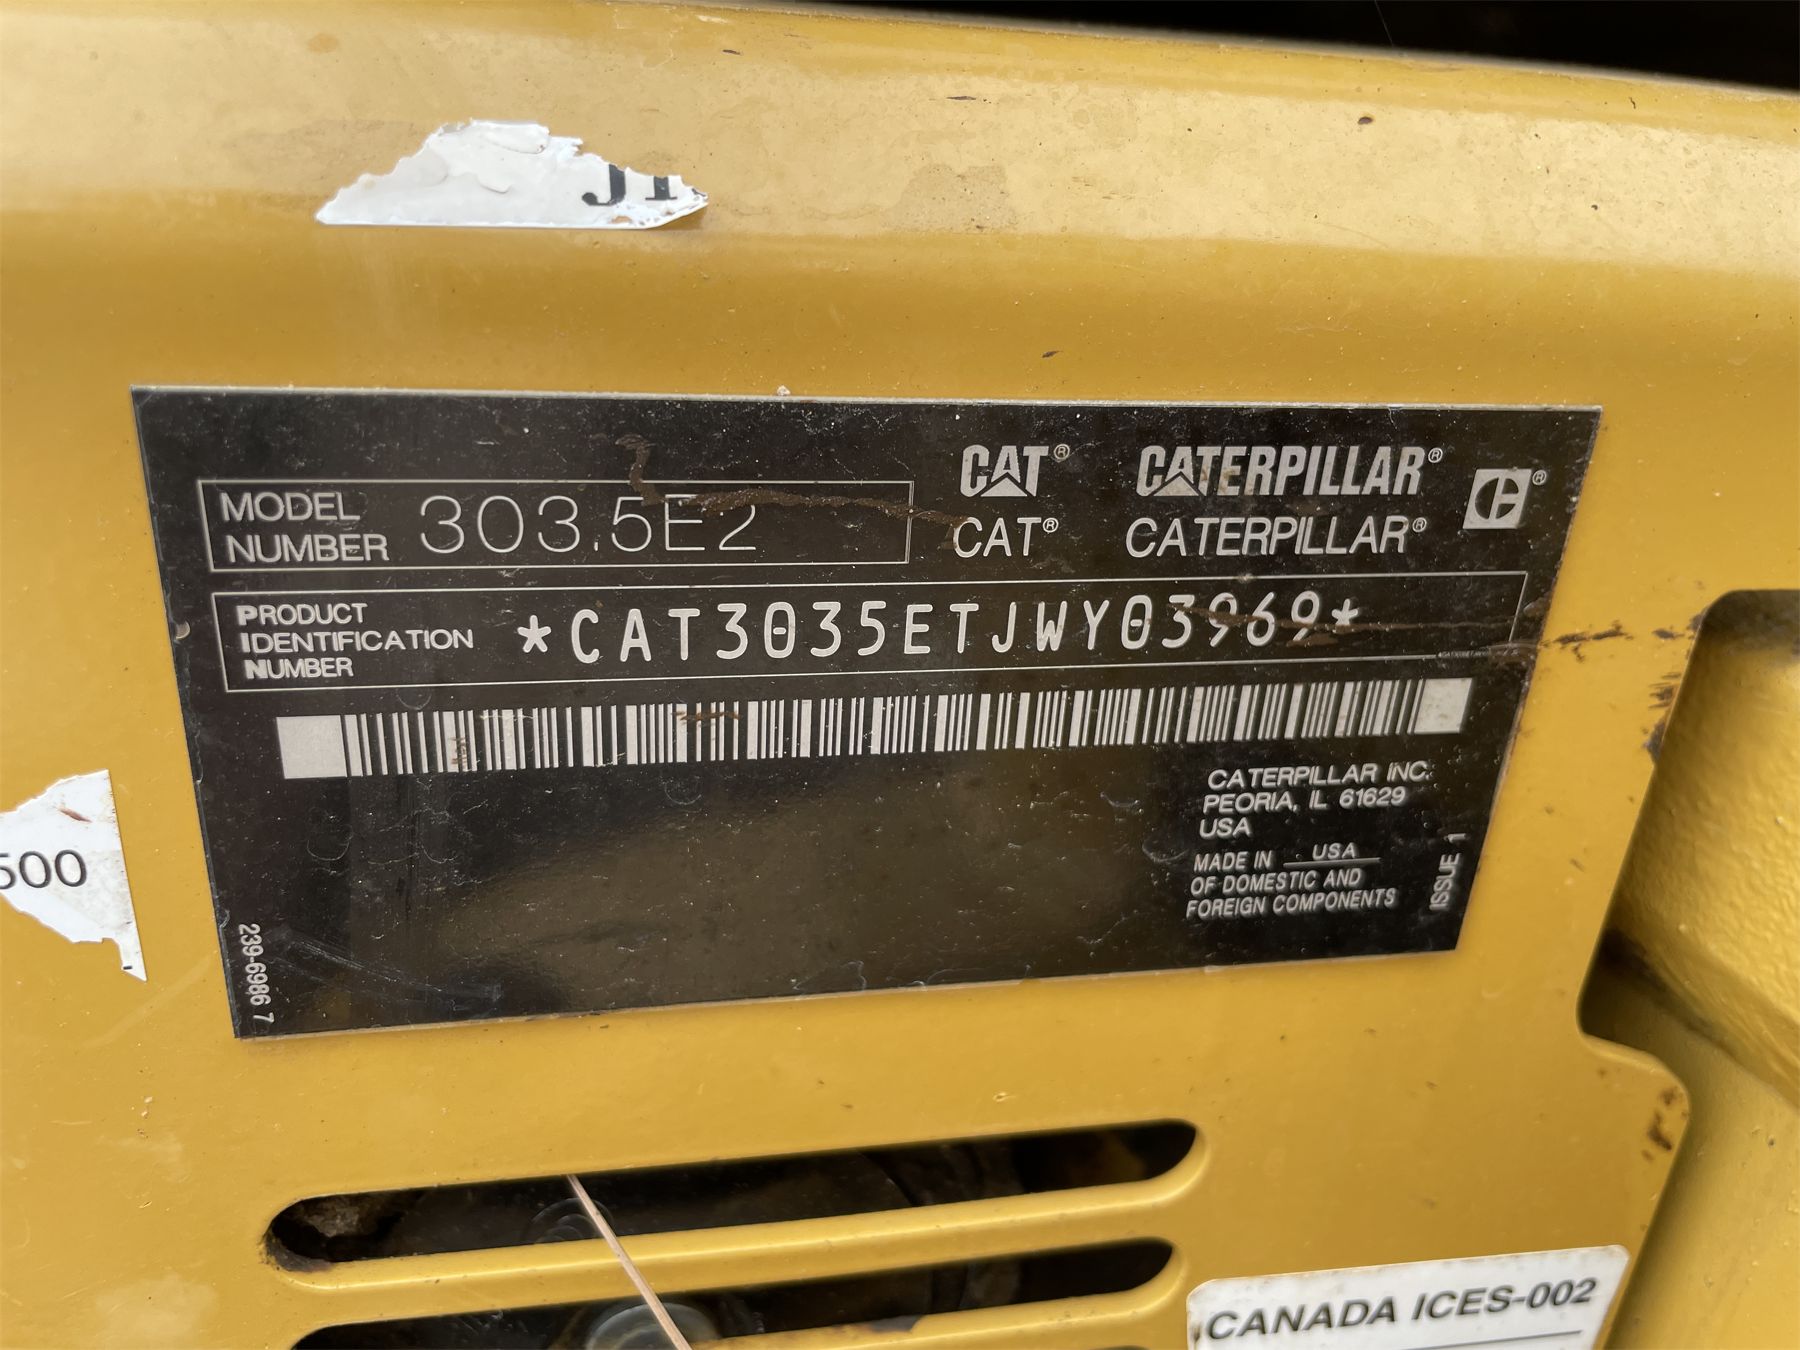 MODEL
NUMBER
303.5E2
CAT® CATERPILLAR®
CAT® CATERPILLAR®
PRODUCT
IDENTIFICATION
NUMBER
*CAT3035ETJWY03969*
CATERPILLAR INC.
PEORIA, IL 61629
USA
MADE IN USA
OF DOMESTIC AND
FOREIGN COMPONENTS
ISSUE 1
239-6986 7
500
CANADA ICES-002